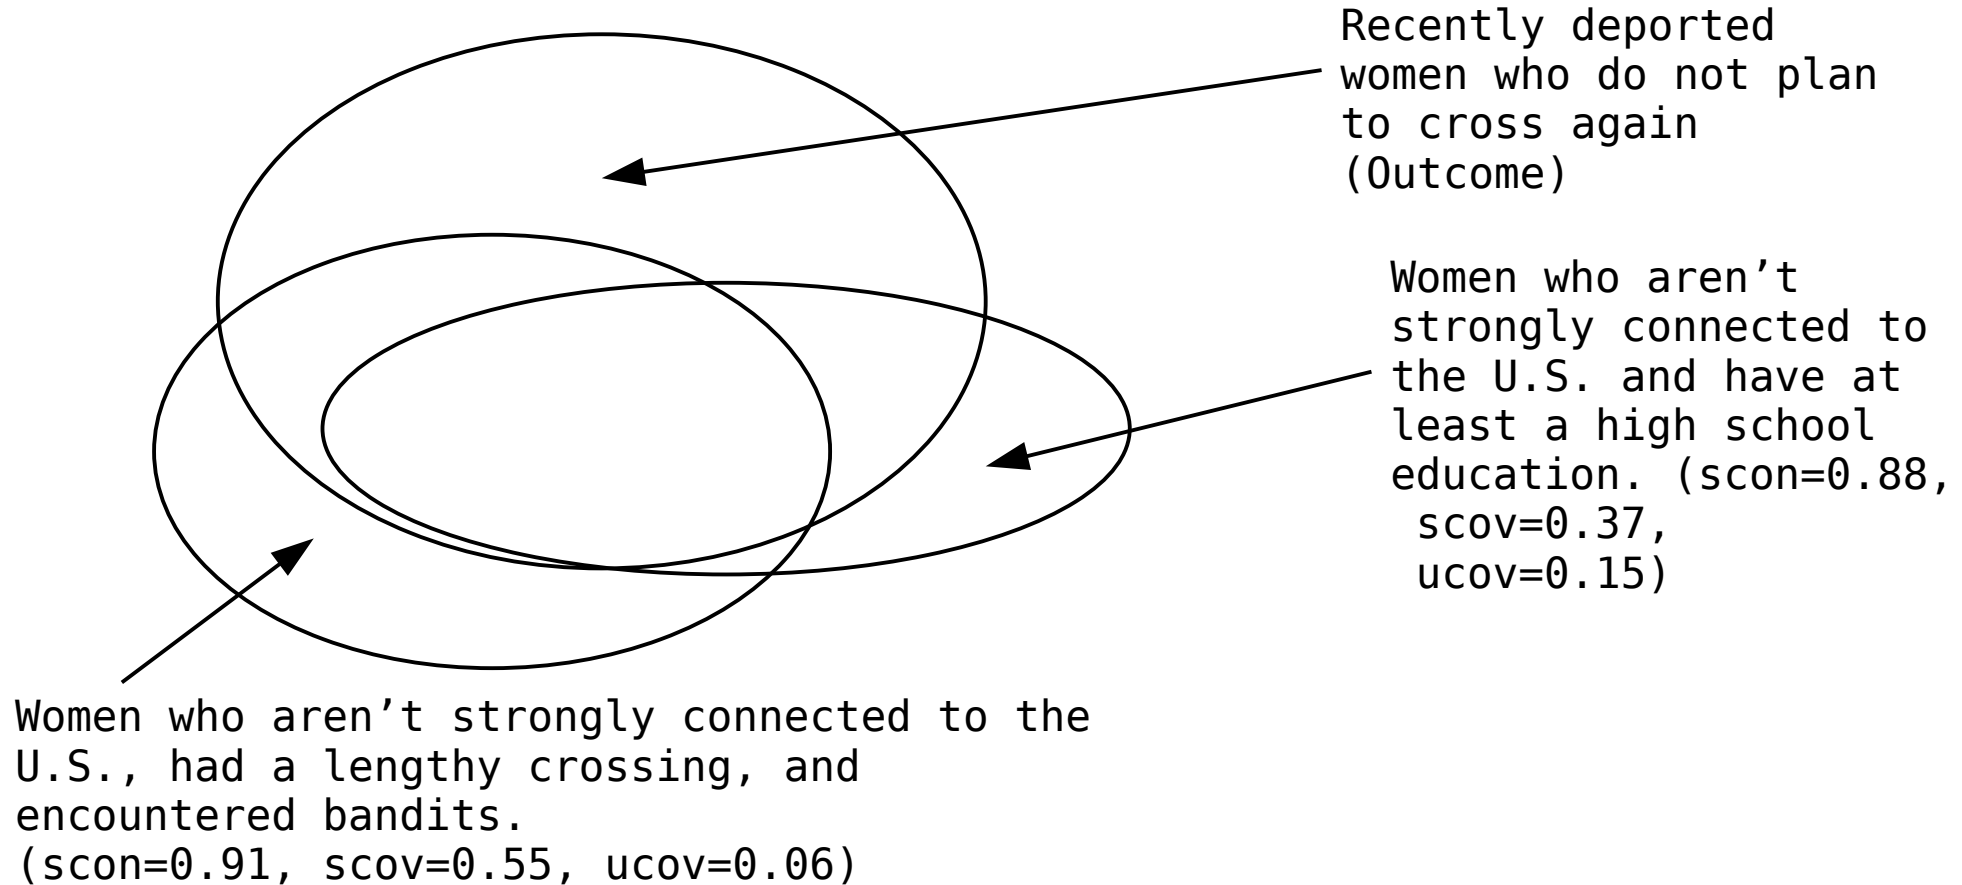 Recently deported
women who do not plan
to cross again
(Outcome)
Women who aren’t
strongly connected to
the U.S. and have at
least a high school
education. (scon=0.88,
scov=0.37,
ucov=0.15)
Women who aren’t strongly connected to the
U.S., had a lengthy crossing, and
encountered bandits.
(scon=0.91, scov=0.55, ucov=0.06)